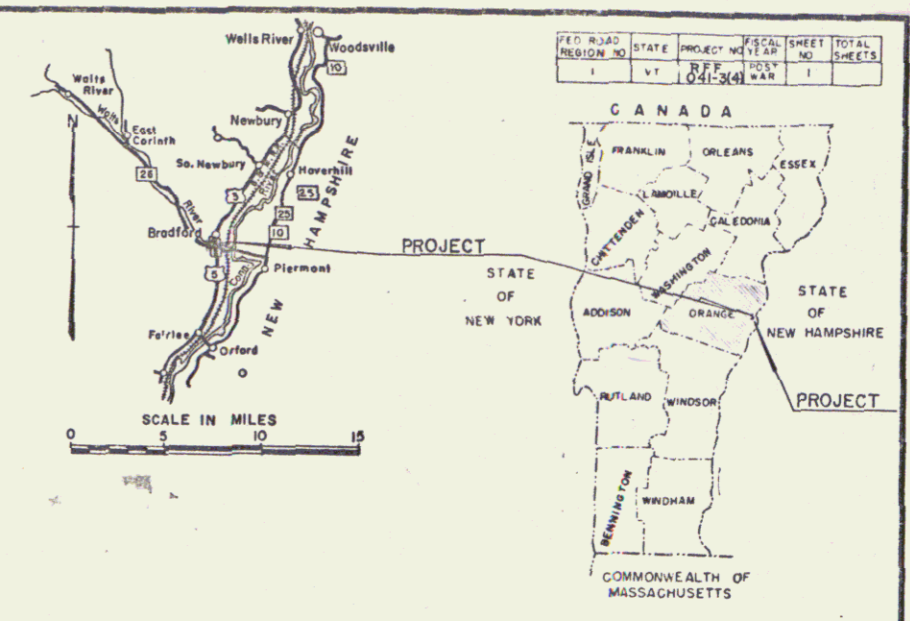 Wells River
Woodsville
10
Waits River
Waits
N
East Corinth
Newbury
So. Newbury
26
River
5
River
Haverhill
25
25
10
HAMPSHIRE
Bradford
5
Conn.
Piermont
NEW
Fairlee
Orford
SCALE IN MILES
0 5 10 15
PROJECT
FED ROAD REGION NO STATE PROJECT NO FISCAL YEAR SHEET NO TOTAL SHEETS
1 VT RFF 041-3(4) POST WAR 1
CANADA
GRAND ISLE
FRANKLIN
ORLEANS
ESSEX
LAMOILLE
CHITTENDEN
CALEDONIA
WASHINGTON
STATE
OF
NEW YORK
ADDISON
ORANGE
STATE
OF
NEW HAMPSHIRE
PROJECT
RUTLAND
WINDSOR
BENNINGTON
WINDHAM
COMMONWEALTH OF
MASSACHUSETTS